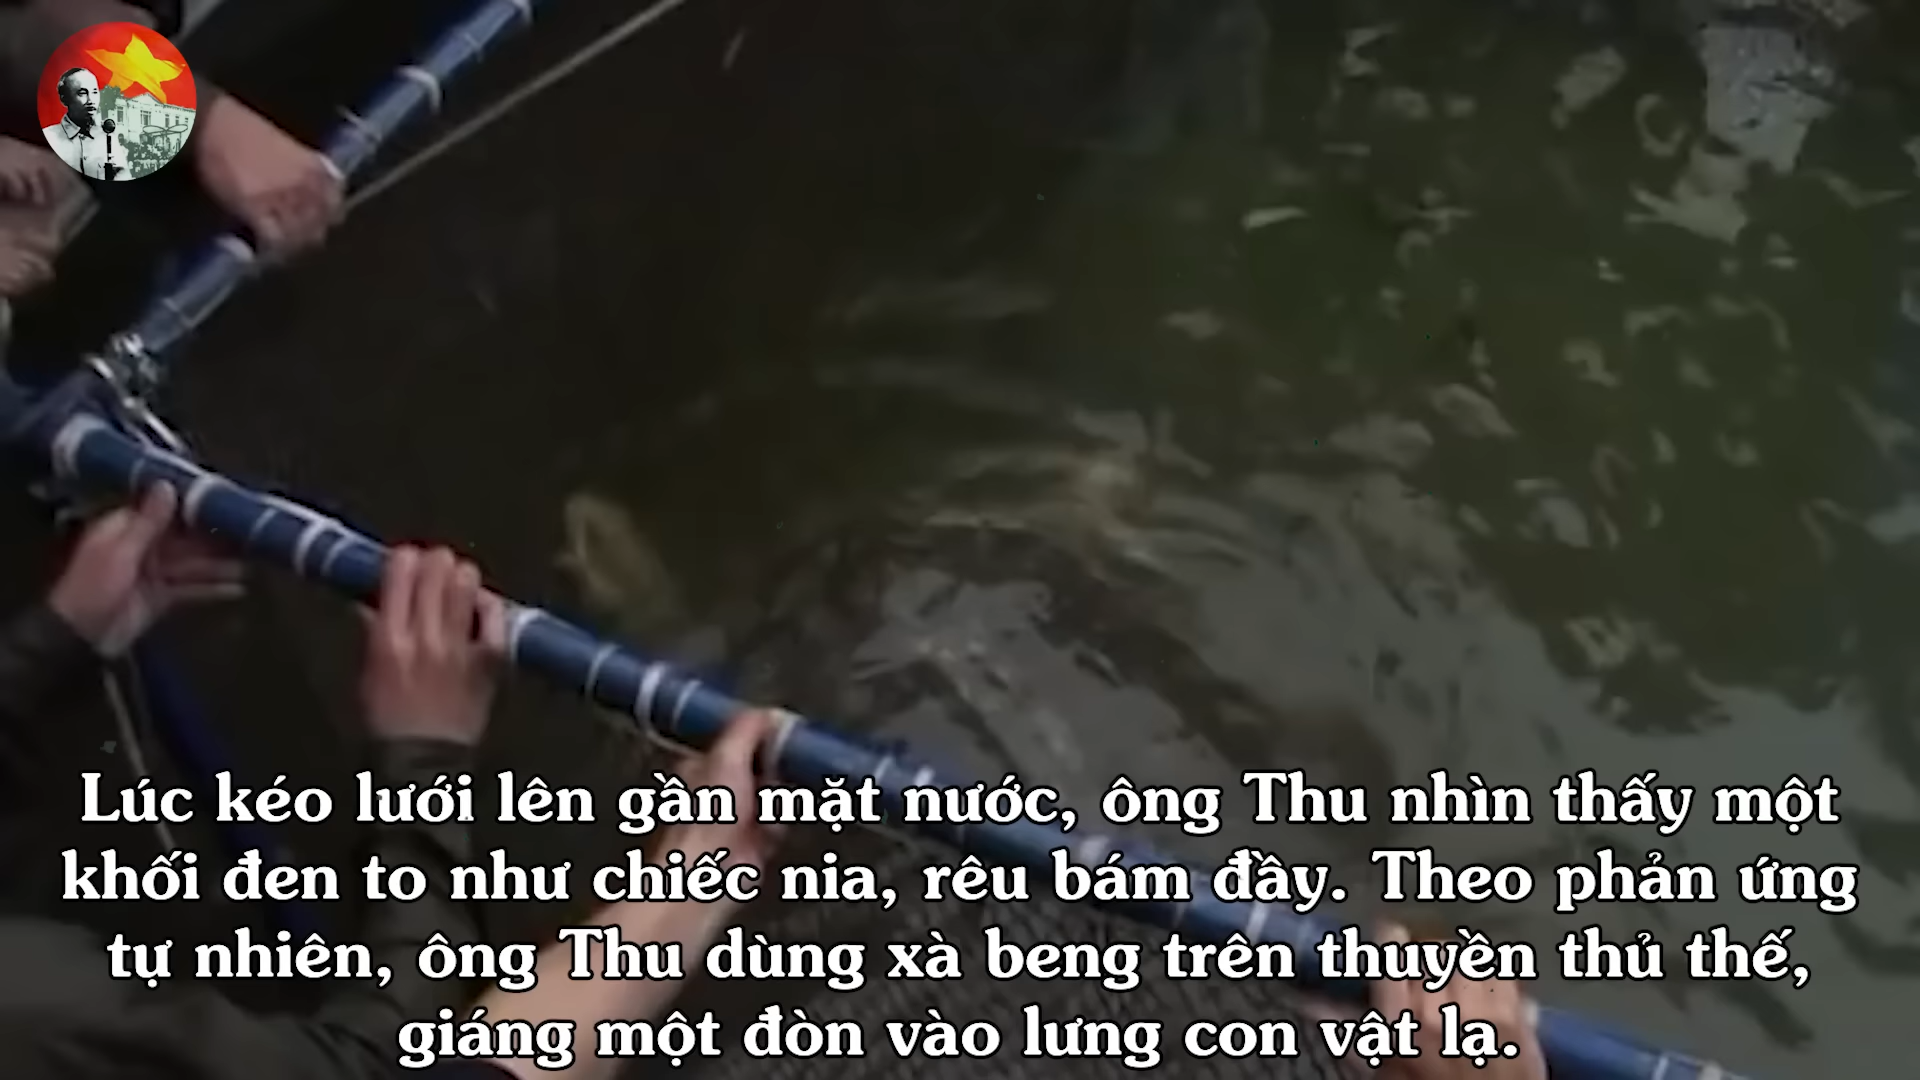 Lúc kéo lưới lên gần mặt nước, ông Thu nhìn thấy một
khối đen to như chiếc nia, rêu bám đầy. Theo phản ứng
tự nhiên, ông Thu dùng xà beng trên thuyền thủ thế,
giáng một đòn vào lưng con vật lạ.